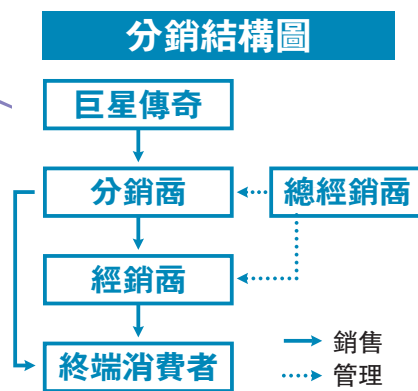 分銷結構圖
巨星傳奇
分銷商 總經銷商
經銷商
終端消費者
銷售
管理